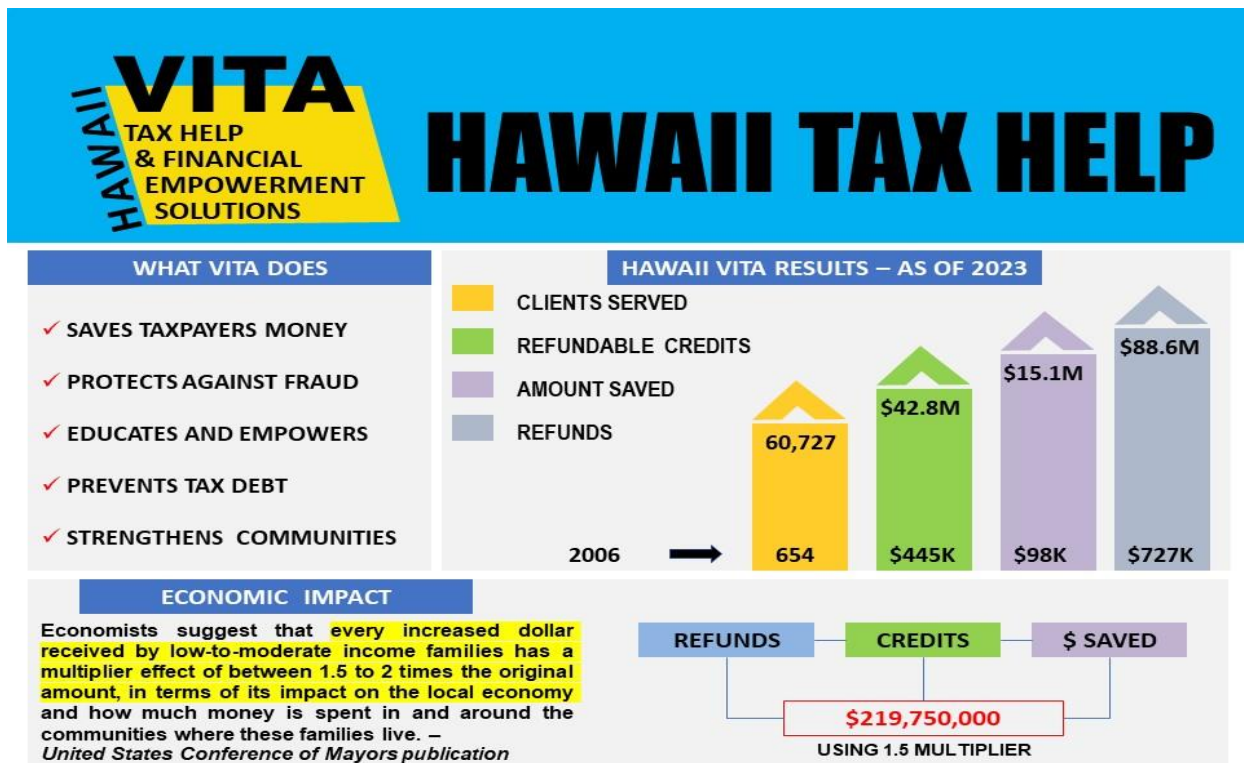 HAWAII
VITA
TAX HELP
& FINANCIAL
EMPOWERMENT
SOLUTIONS
HAWAII TAX HELP
WHAT VITA DOES
✓ SAVES TAXPAYERS MONEY
✓ PROTECTS AGAINST FRAUD
✓ EDUCATES AND EMPOWERS
✓ PREVENTS TAX DEBT
✓ STRENGTHENS COMMUNITIES
HAWAII VITA RESULTS – AS OF 2023
CLIENTS SERVED
REFUNDABLE CREDITS
AMOUNT SAVED
REFUNDS
60,727
$42.8M
$15.1M
$88.6M
2006
654
$445K
$98K
$727K
ECONOMIC IMPACT
Economists suggest that every increased dollar
received by low-to-moderate income families has a
multiplier effect of between 1.5 to 2 times the original
amount, in terms of its impact on the local economy
and how much money is spent in and around the
communities where these families live. –
United States Conference of Mayors publication
REFUNDS
CREDITS
$ SAVED
$219,750,000
USING 1.5 MULTIPLIER